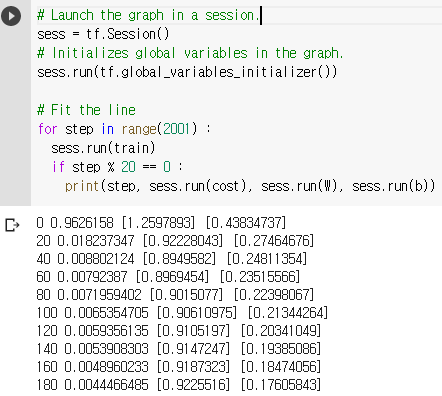 # Launch the graph in a session.
sess = tf.Session()
# Initializes global variables in the graph.
sess.run(tf.global_variables_initializer())
# Fit the line
for step in range(2001) :
sess.run(train)
if step % 20 == 0 :
print(step, sess.run(cost), sess.run(₩), sess.run(b))
0 0.9626158 [1.2597893] [0.43834737]
20 0.018237347 [0.92228043] [0.27464676]
40 0.008802124 [0.8949582] [0.24811354]
60 0.00792387 [0.8969454] [0.23515566]
80 0.0071959402 [0.9015077] [0.22398067]
100 0.0065354705 [0.90610975] [0.21344264]
120 0.0059356135 [0.9105197] [0.20341049]
140 0.0053908303 [0.9147247] [0.19385086]
160 0.0048960233 [0.9187323] [0.18474056]
180 0.0044466485 [0.9225516] [0.17605843]